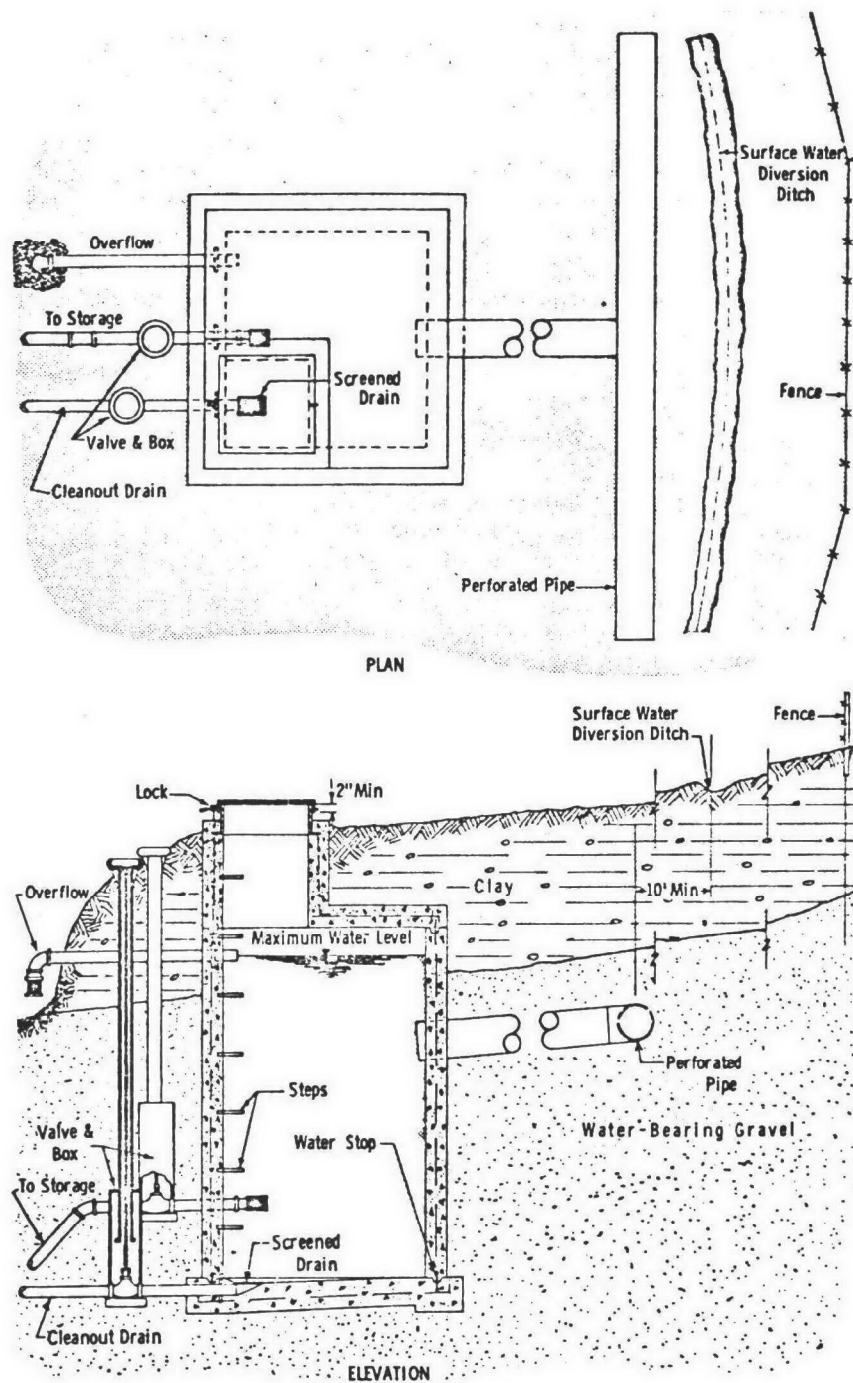 Surface Water
Diversion
Ditch
Overflow
To Storage
Screened
Drain
Fence
Valve & Box
Cleanout Drain
Perforated Pipe
PLAN
Surface Water
Diversion Ditch
Fence
Lock
2" Min
Overflow
Clay
10' Min
Maximum Water Level
Perforated
Pipe
Steps
Water-Bearing Gravel
Valve &
Box
Water Stop
To Storage
Screened
Drain
Cleanout Drain
ELEVATION